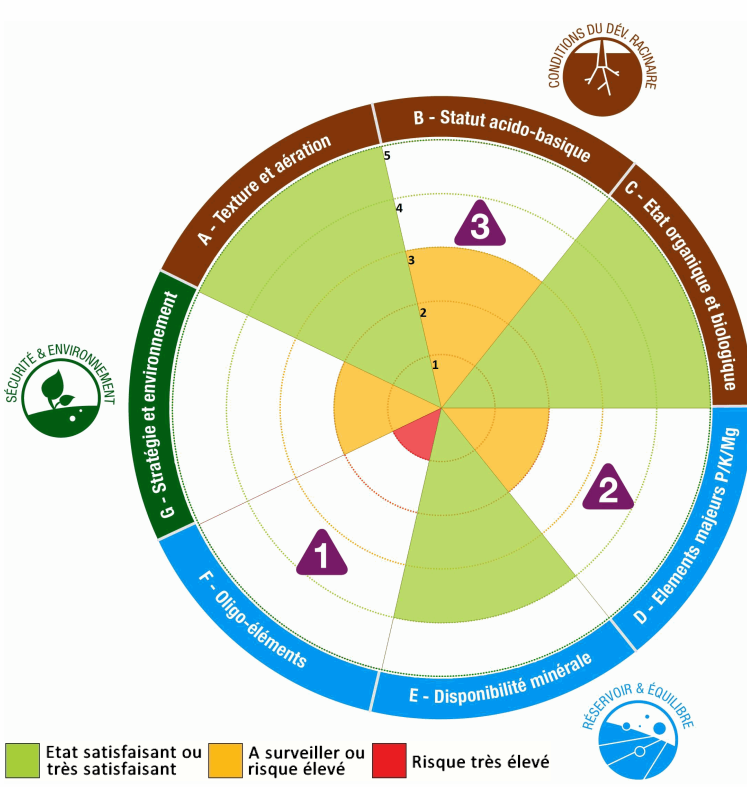 CONDITIONS DU DÉV. RACINAIRE
B - Statut acido-basique
A - Texture et aération
C - Etat organique et biologique
5
4
3
3
2
1
SÉCURITÉ & ENVIRONNEMENT
G - Stratégie et environnement
D - Elements majeurs P/K/Mg
2
1
F - Oligo-éléments
E - Disponibilité minérale
RÉSERVOIR & ÉQUILIBRE
Etat satisfaisant ou
très satisfaisant
A surveiller ou
risque élevé
Risque très élevé